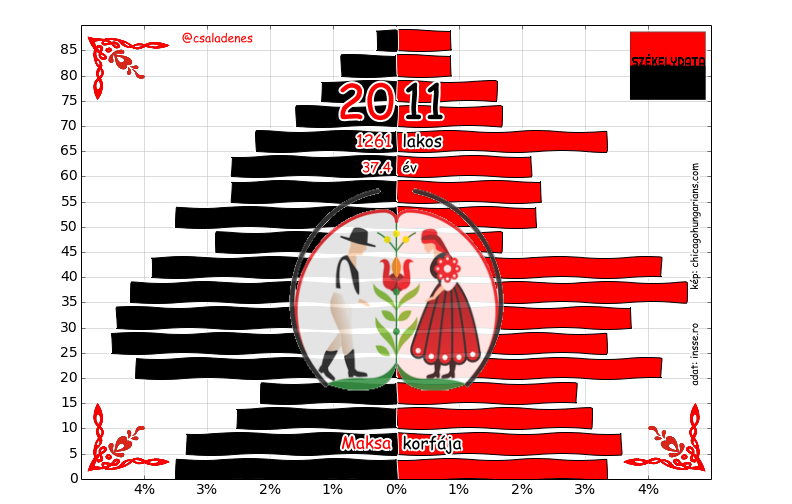 @csaladenes
SZÉKELYDATA
2011
1261 lakos
37.4 év
kép: chicagohungarians.com
adat: insse.ro
Maksa korfája
85
80
75
70
65
60
55
50
45
40
35
30
25
20
15
10
5
0
4% 3% 2% 1% 0% 1% 2% 3% 4%